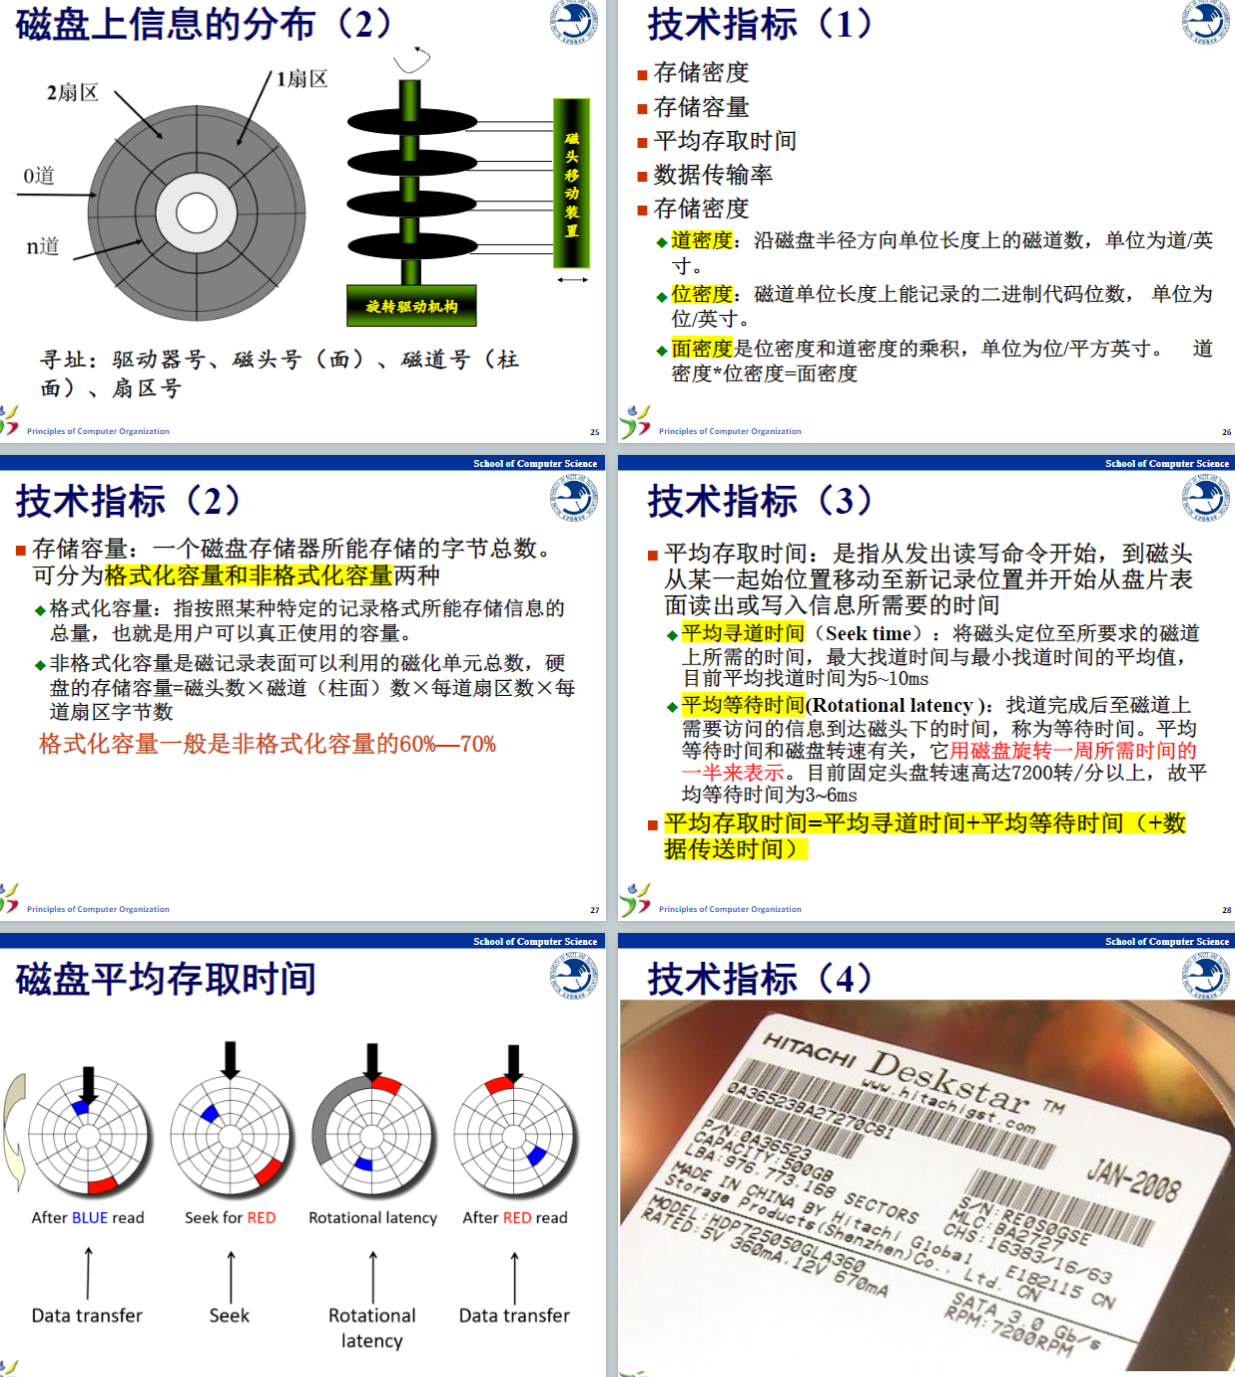 磁盘上信息的分布（2）
1扇区
2扇区
0道
n道
磁头移动装置
旋转驱动机构
寻址：驱动器号、磁头号（面）、磁道号（柱
面）、扇区号
Principles of Computer Organization
25
技术指标（1）
存储密度
存储容量
平均存取时间
数据传输率
存储密度
道密度：沿磁盘半径方向单位长度上的磁道数，单位为道/英
寸。
位密度：磁道单位长度上能记录的二进制代码位数， 单位为
位/英寸。
面密度是位密度和道密度的乘积，单位为位/平方英寸。 道
密度*位密度=面密度
Principles of Computer Organization
26
School of Computer Science
技术指标（2）
存储容量：一个磁盘存储器所能存储的字节总数。
可分为格式化容量和非格式化容量两种
格式化容量：指按照某种特定的记录格式所能存储信息的
总量，也就是用户可以真正使用的容量。
非格式化容量是磁记录表面可以利用的磁化单元总数，硬
盘的存储容量=磁头数×磁道（柱面）数×每道扇区数×每
道扇区字节数
格式化容量一般是非格式化容量的60%—70%
Principles of Computer Organization
27
School of Computer Science
技术指标（3）
平均存取时间：是指从发出读写命令开始，到磁头
从某一起始位置移动至新记录位置并开始从盘片表
面读出或写入信息所需要的时间
平均寻道时间（Seek time）：将磁头定位至所要求的磁道
上所需的时间，最大找道时间与最小找道时间的平均值，
目前平均找道时间为5~10ms
平均等待时间(Rotational latency )：找道完成后至磁道上
需要访问的信息到达磁头下的时间，称为等待时间。平均
等待时间和磁盘转速有关，它用磁盘旋转一周所需时间的
一半来表示。目前固定头盘转速高达7200转/分以上，故平
均等待时间为3~6ms
平均存取时间=平均寻道时间+平均等待时间（+数
据传送时间）
Principles of Computer Organization
28
School of Computer Science
磁盘平均存取时间
After BLUE read
Seek for RED
Rotational latency
After RED read
Data transfer
Seek
Rotational
latency
Data transfer
School of Computer Science
技术指标（4）
HITACHI Deskstar TM
www.hitachigst.com
0A36523BA27270C81
P/N:0A36523
CAPACITY:500GB
LBA:976.773.168 SECTORS
MADE IN CHINA BY Hitachi Global
Storage Products(Shenzhen)Co., Ltd. CN
MODEL:HDP725050GLA360
RATED:5V 360mA.12V 670mA
JAN-2008
S/N:RE0S0GSE
MLC:BA2727
CHS:16383/16/63
E182115 CN
SATA 3.0 Gb/s
RPM:7200RPM